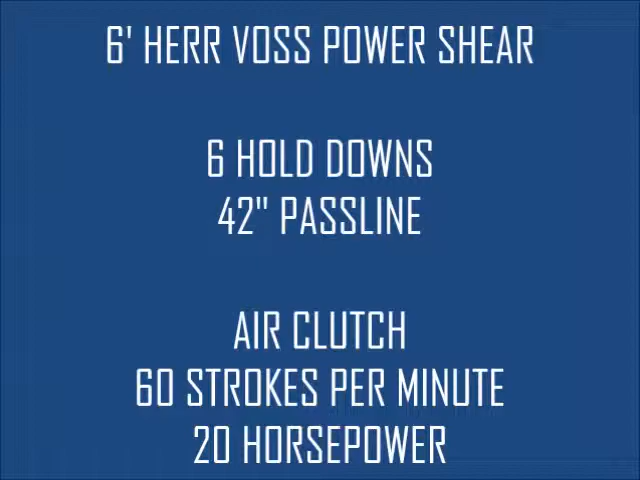 6' HERR VOSS POWER SHEAR
6 HOLD DOWNS
42" PASSLINE
AIR CLUTCH
60 STROKES PER MINUTE
20 HORSEPOWER